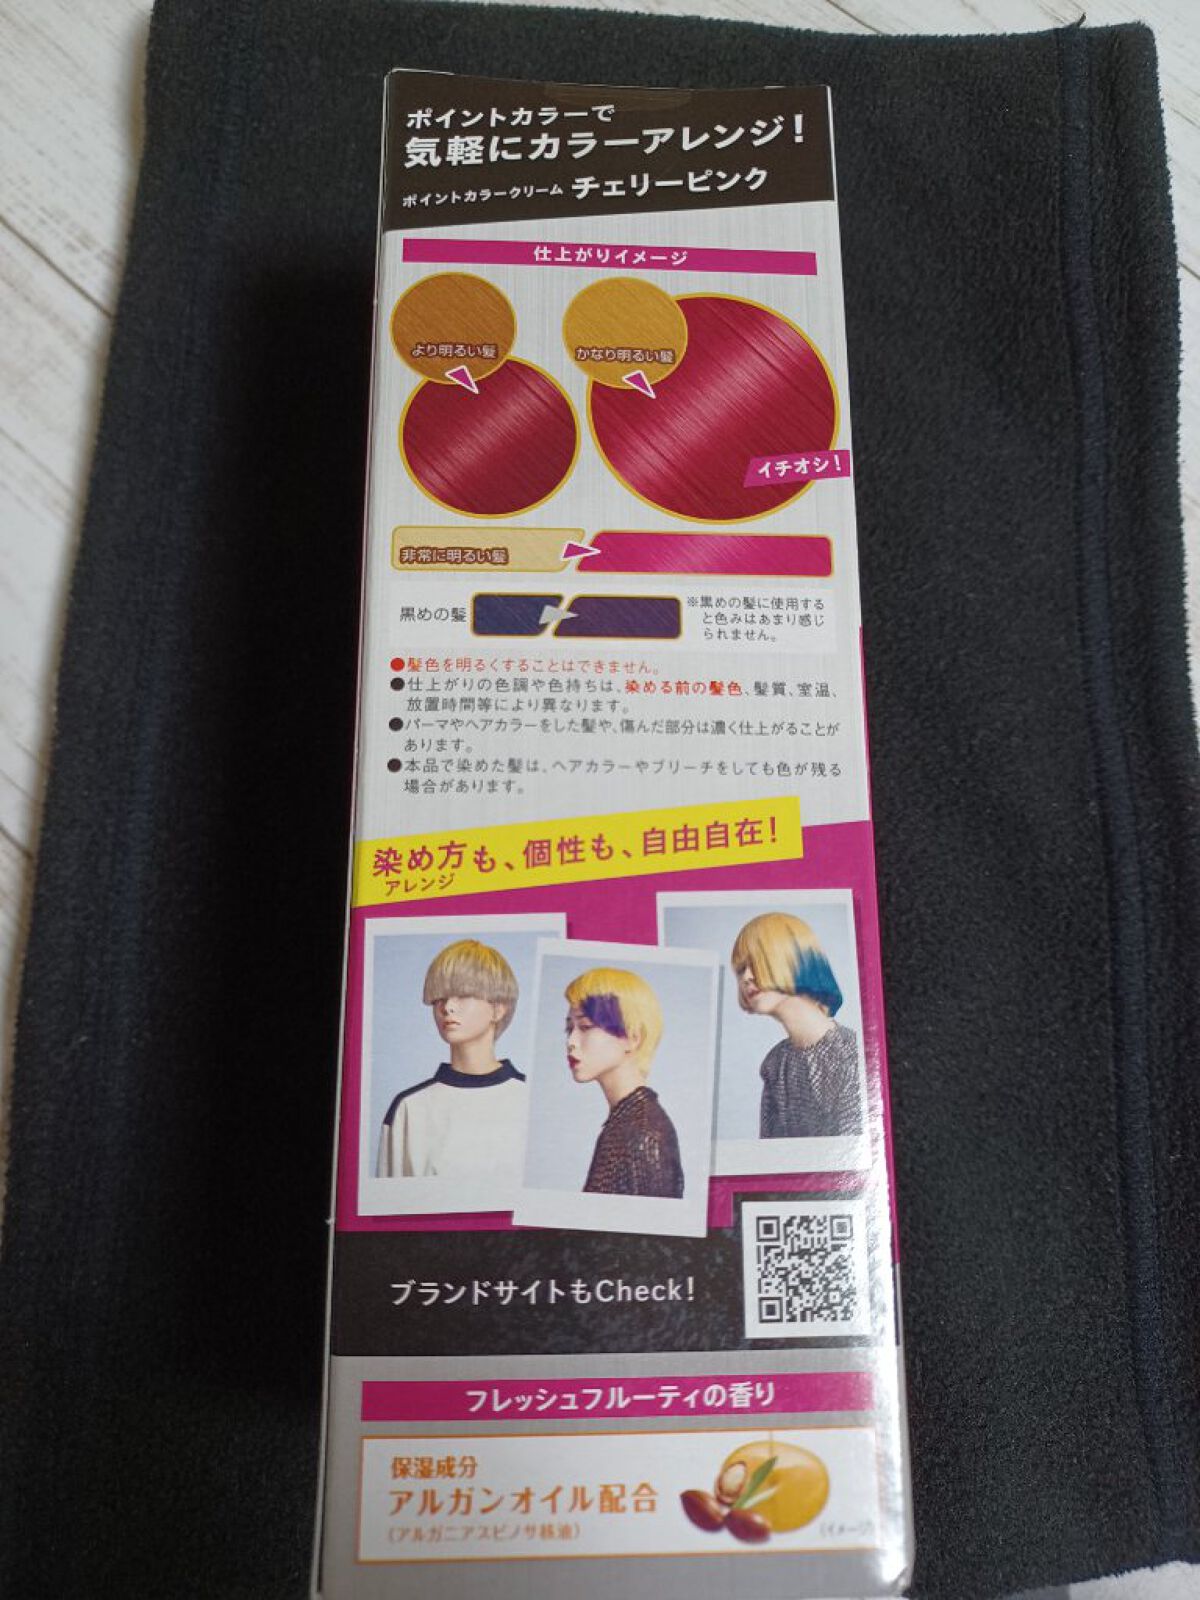 ポイントカラーで
気軽にカラーアレンジ!
ポイントカラークリーム チェリーピンク
仕上がりイメージ
より明るい髪
かなり明るい髪
イチオシ!
非常に明るい髪
黒めの髪
※黒めの髪に使用する
と色みはあまり感じ
られません。
●髪色を明るくすることはできません。
●仕上がりの色調や色持ちは、染める前の髪色、髪質、室温、
放置時間等により異なります。
●パーマやヘアカラーをした髪や、傷んだ部分は濃く仕上がることが
あります。
●本品で染めた髪は、ヘアカラーやブリーチをしても色が残る
場合があります。
染め方も、個性も、自由自在!
アレンジ
ブランドサイトもCheck!
フレッシュフルーティの香り
保湿成分
アルガンオイル配合
(アルガニアスピノサ核油)
(イメージ)